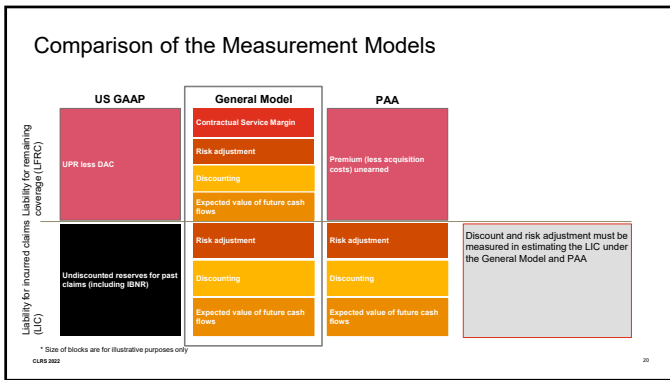 Comparison of the Measurement Models
US GAAP
General Model
PAA
Liability for remaining
coverage (LFRC)
UPR less DAC
Contractual Service Margin
Risk adjustment
Discounting
Expected value of future cash
flows
Premium (less acquisition
costs) unearned
Liability for incurred claims
(LIC)
Undiscounted reserves for past
claims (including IBNR)
Risk adjustment
Discounting
Expected value of future cash
flows
Risk adjustment
Discounting
Expected value of future cash
flows
Discount and risk adjustment must be
measured in estimating the LIC under
the General Model and PAA
* Size of blocks are for illustrative purposes only
CLRS 2022
20